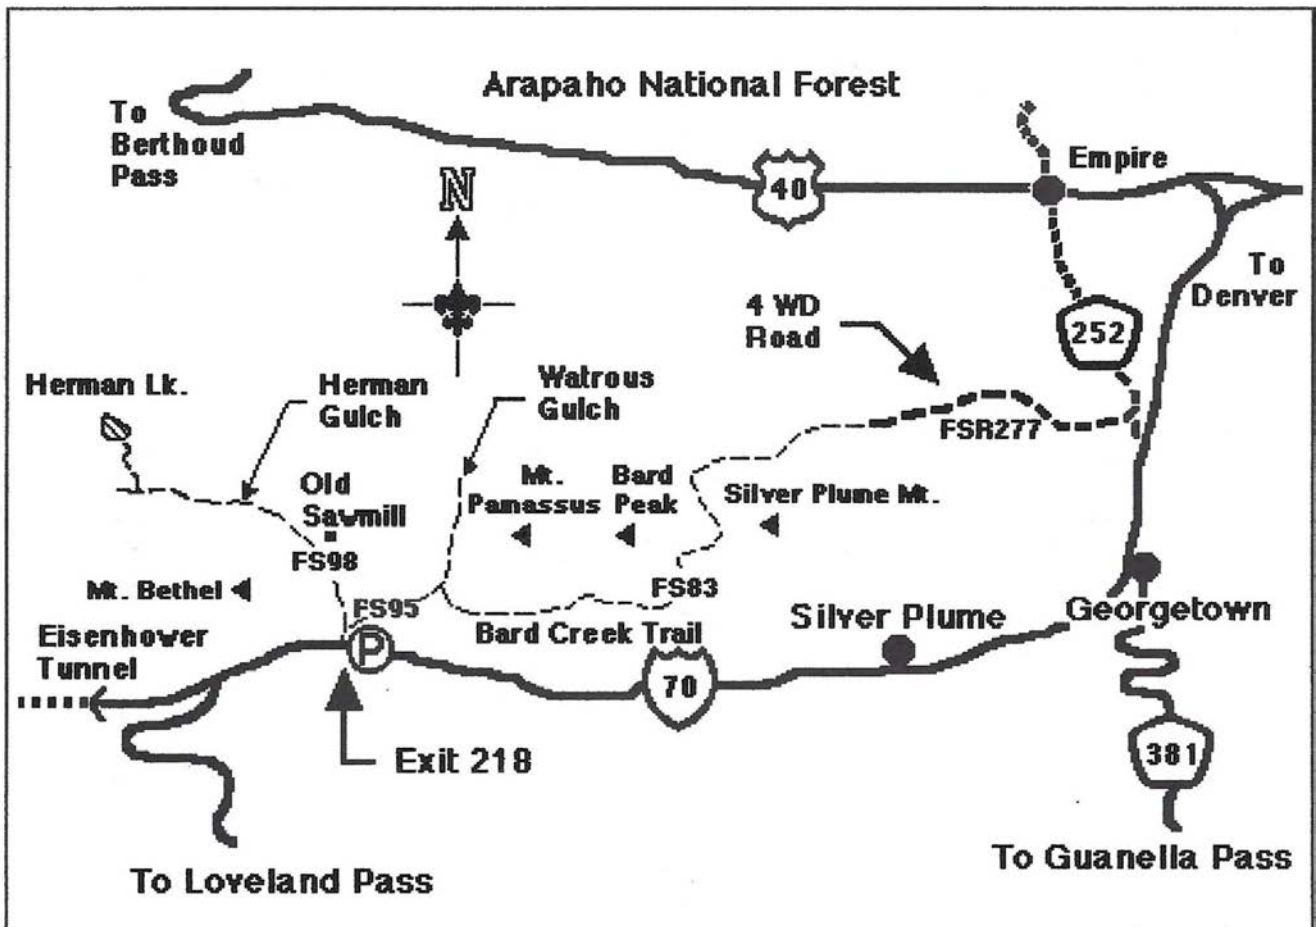 Arapaho National Forest
To
Berthoud
Pass
N
40
Empire
To
Denver
4 WD
Road
252
Herman Lk.
Herman
Gulch
Watrous
Gulch
FSR277
Old
Sawmill
Mt.
Pamassus
Bard
Peak
Silver Plume Mt.
FS98
Mt. Bethel
FS95
FS83
Bard Creek Trail
Silver Plume
Georgetown
Eisenhower
Tunnel
P
70
Exit 218
381
To Loveland Pass
To Guanella Pass